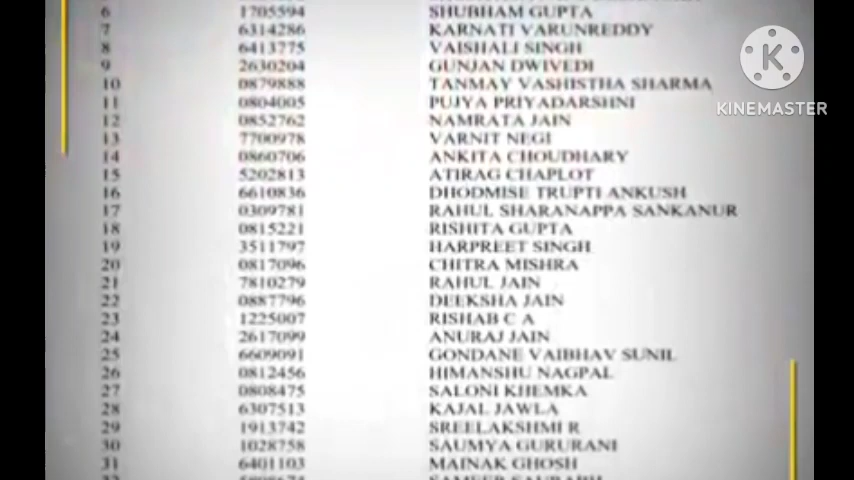 6 1705594 SHUBHAM GUPTA
7 6314286 KARNATI VARUNREDDY
8 6413775 VAISHALI SINGH
9 2630204 GUNJAN DWIVEDI
10 0879888 TANMAY VASHISTHA SHARMA
11 0804005 PUJYA PRIYADARSHNI
12 0852762 NAMRATA JAIN
13 7700978 VARNIT NEGI
14 0860706 ANKITA CHOUDHARY
15 5202813 ATIRAG CHAPLOT
16 6610836 DHODMISE TRUPTI ANKUSH
17 0309781 RAHUL SHARANAPPA SANKANUR
18 0815221 RISHITA GUPTA
19 3511797 HARPREET SINGH
20 0817096 CHITRA MISHRA
21 7810279 RAHUL JAIN
22 0887796 DEEKSHA JAIN
23 1225007 RISHAB C A
24 2617099 ANURAJ JAIN
25 6609091 GONDANE VAIBHAV SUNIL
26 0812456 HIMANSHU NAGPAL
27 0808475 SALONI KHEMKA
28 6307513 KAJAL JAWLA
29 1913742 SREELAKSHMI R
30 1028758 SAUMYA GURURANI
31 6401103 MAINAK GHOSH
KINEMASTER